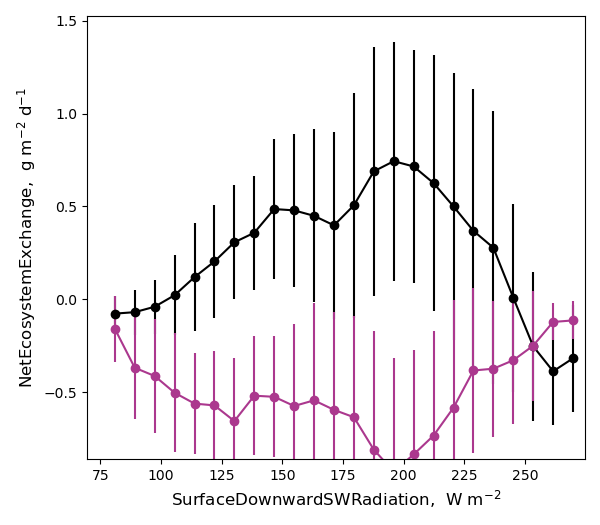 1.5
1.0
0.5
0.0
−0.5
NetEcosystemExchange, g m⁻² d⁻¹
75 100 125 150 175 200 225 250
SurfaceDownwardSWRadiation, W m⁻²